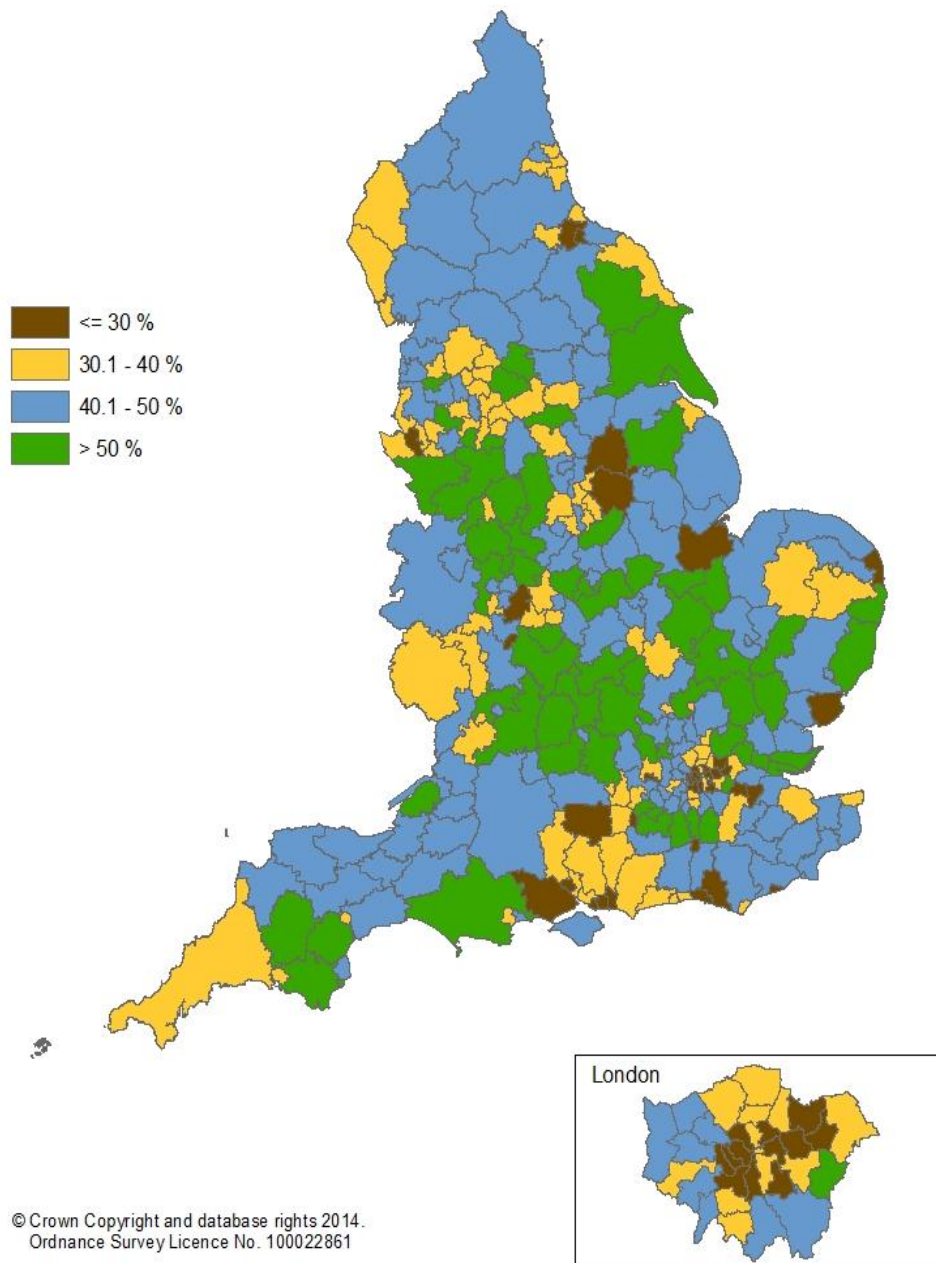 <= 30 %
30.1 - 40 %
40.1 - 50 %
> 50 %
London
© Crown Copyright and database rights 2014.
Ordnance Survey Licence No. 100022861